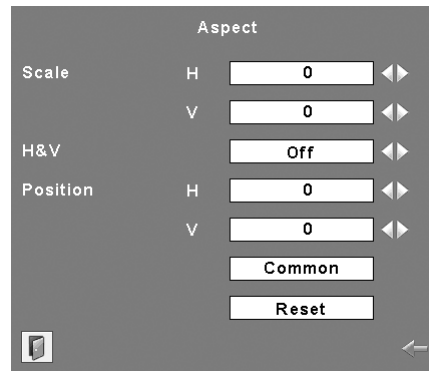 Aspect
Scale H 0
V 0
H&V Off
Position H 0
V 0
Common
Reset